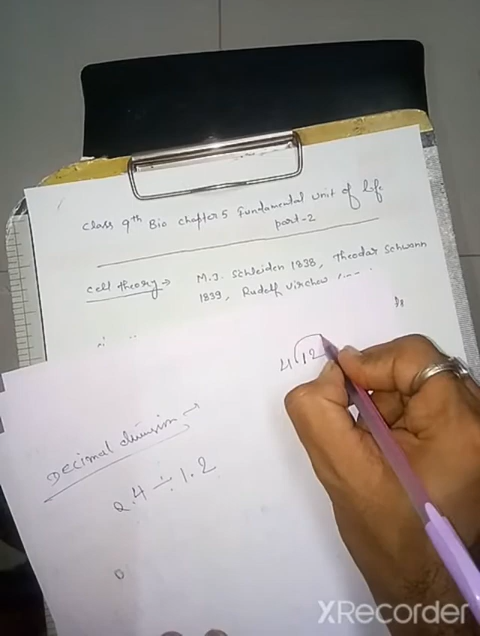 Class 9th Bio Chapter 5 Fundamental Unit of life
part-2
Cell theory → M.J. Schleiden 1838, Theodar Schwann
1839, Rudolf Virchow
4 12
Decimal division →
2.4 ÷ 1.2
XRecorder